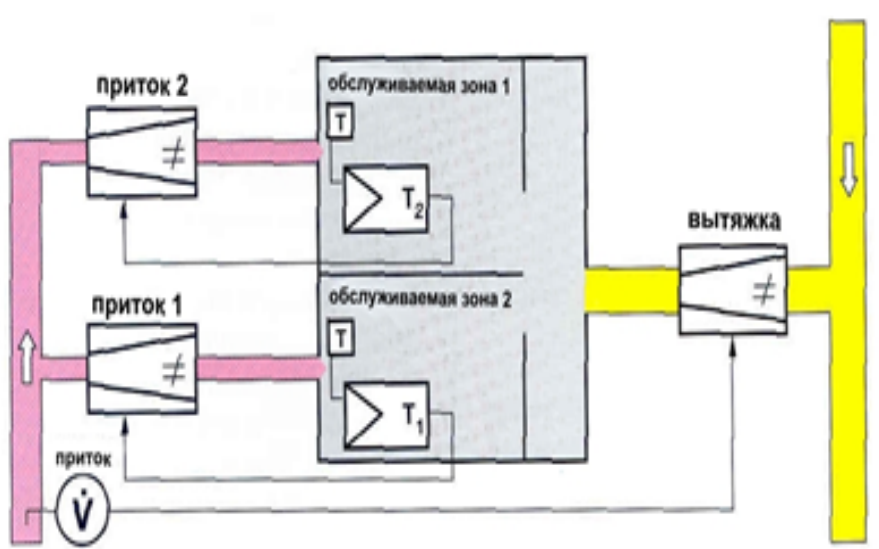 приток 2
обслуживаемая зона 1
T
≠
T2
вытяжка
приток 1
обслуживаемая зона 2
≠
T
≠
T1
приток
V̇